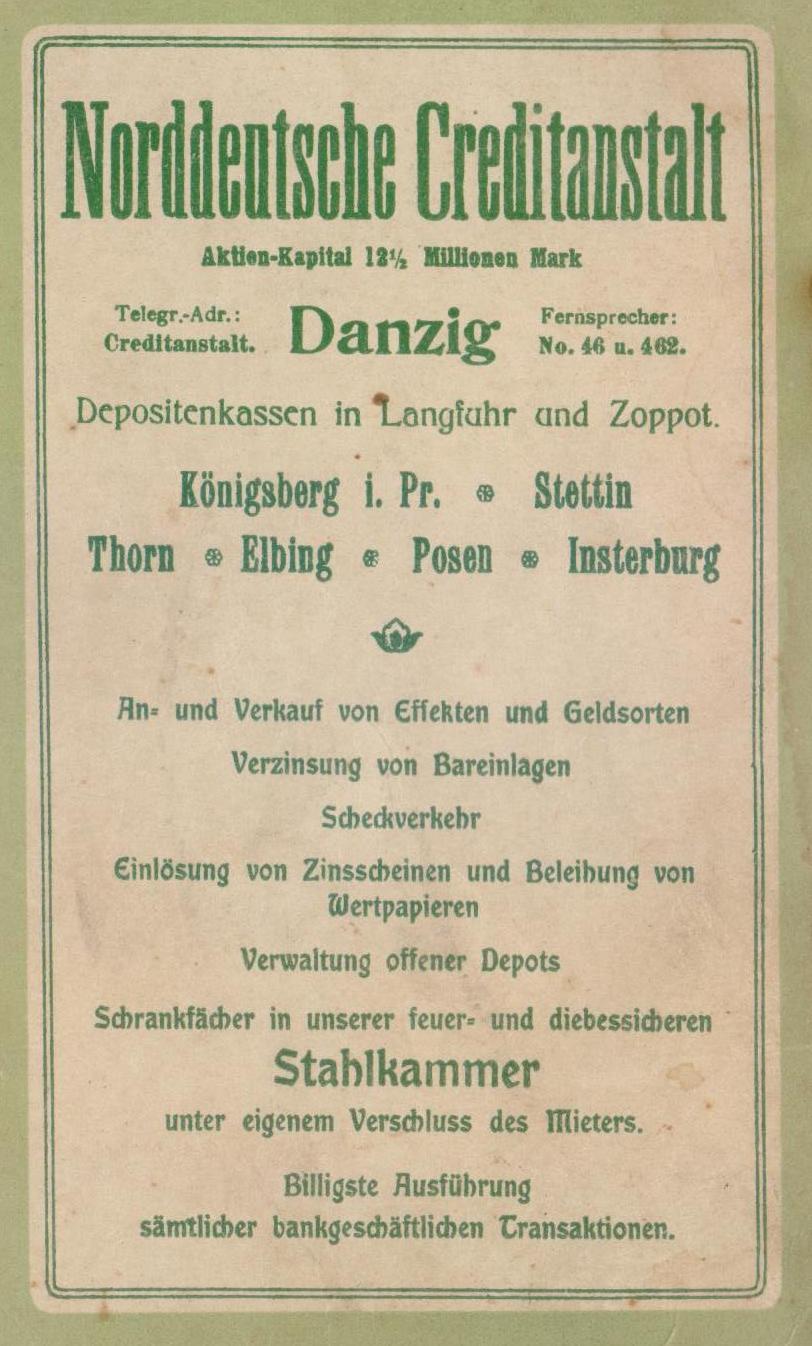 Norddeutsche Creditanstalt
Aktien-Kapital 12½ Millionen Mark
Telegr.-Adr.:
Creditanstalt.
Danzig
Fernsprecher:
No. 46 u. 462.
Depositenkassen in Langfuhr und Zoppot.
Königsberg i. Pr. Stettin
Thorn Elbing Posen Insterburg
An- und Verkauf von Effekten und Geldsorten
Verzinsung von Bareinlagen
Scheckverkehr
Einlösung von Zinsscheinen und Beleihung von
Wertpapieren
Verwaltung offener Depots
Schrankfächer in unserer feuer- und diebessicheren
Stahlkammer
unter eigenem Verschluss des Mieters.
Billigste Ausführung
sämtlicher bankgeschäftlichen Transaktionen.